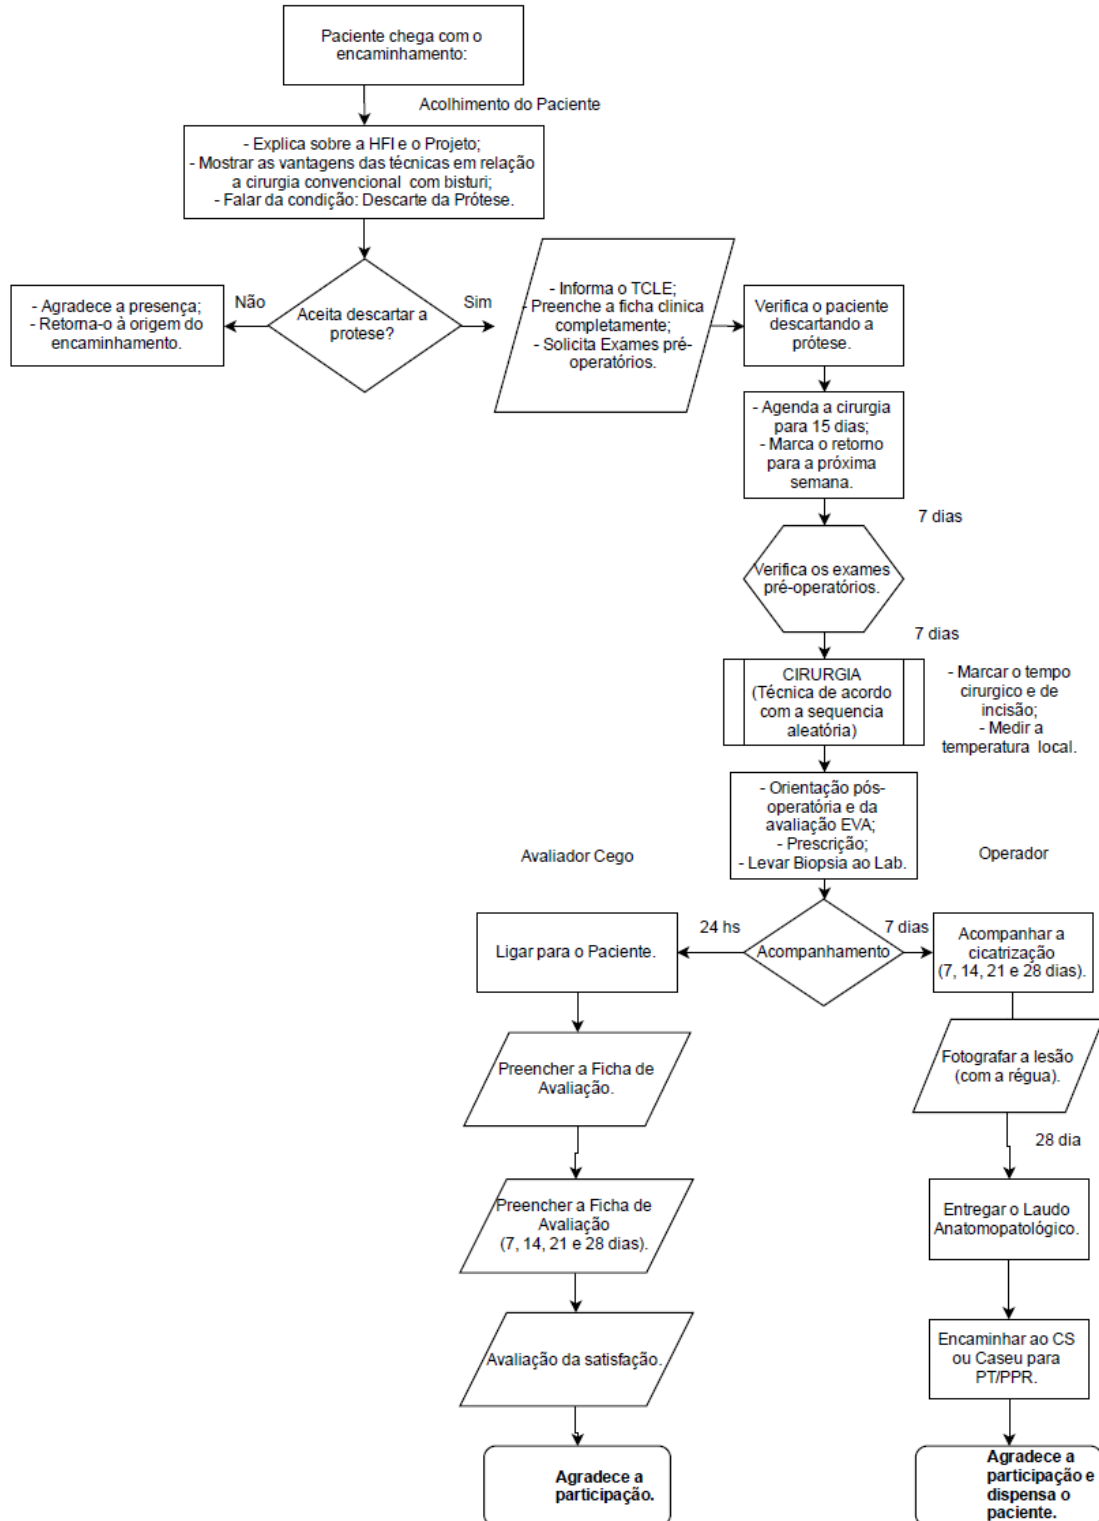 Paciente chega com o
encaminhamento:
Acolhimento do Paciente
- Explica sobre a HFI e o Projeto;
- Mostrar as vantagens das técnicas em relação
a cirurgia convencional com bisturi;
- Falar da condição: Descarte da Prótese.
- Agradece a presença;
- Retorna-o à origem do
encaminhamento.
Não
Aceita descartar a
protese?
Sim
- Informa o TCLE;
- Preenche a ficha clinica
completamente;
- Solicita Exames pré-
operatórios.
Verifica o paciente
descartando a
prótese.
- Agenda a cirurgia
para 15 dias;
- Marca o retorno
para a próxima
semana.
7 dias
Verifica os exames
pré-operatórios.
7 dias
CIRURGIA
(Técnica de acordo
com a sequencia
aleatória)
- Marcar o tempo
cirurgico e de
incisão;
- Medir a
temperatura local.
- Orientação pós-
operatória e da
avaliação EVA;
- Prescrição;
- Levar Biopsia ao Lab.
Avaliador Cego
Operador
Ligar para o Paciente.
24 hs
Acompanhamento
7 dias
Acompanhar a
cicatrização
(7, 14, 21 e 28 dias).
Preencher a Ficha de
Avaliação.
Fotografar a lesão
(com a régua).
28 dia
Preencher a Ficha de
Avaliação
(7, 14, 21 e 28 dias).
Entregar o Laudo
Anatomopatológico.
Avaliação da satisfação.
Encaminhar ao CS
ou Caseu para
PT/PPR.
Agradece a
participação.
Agradece a
participação e
dispensa o
paciente.